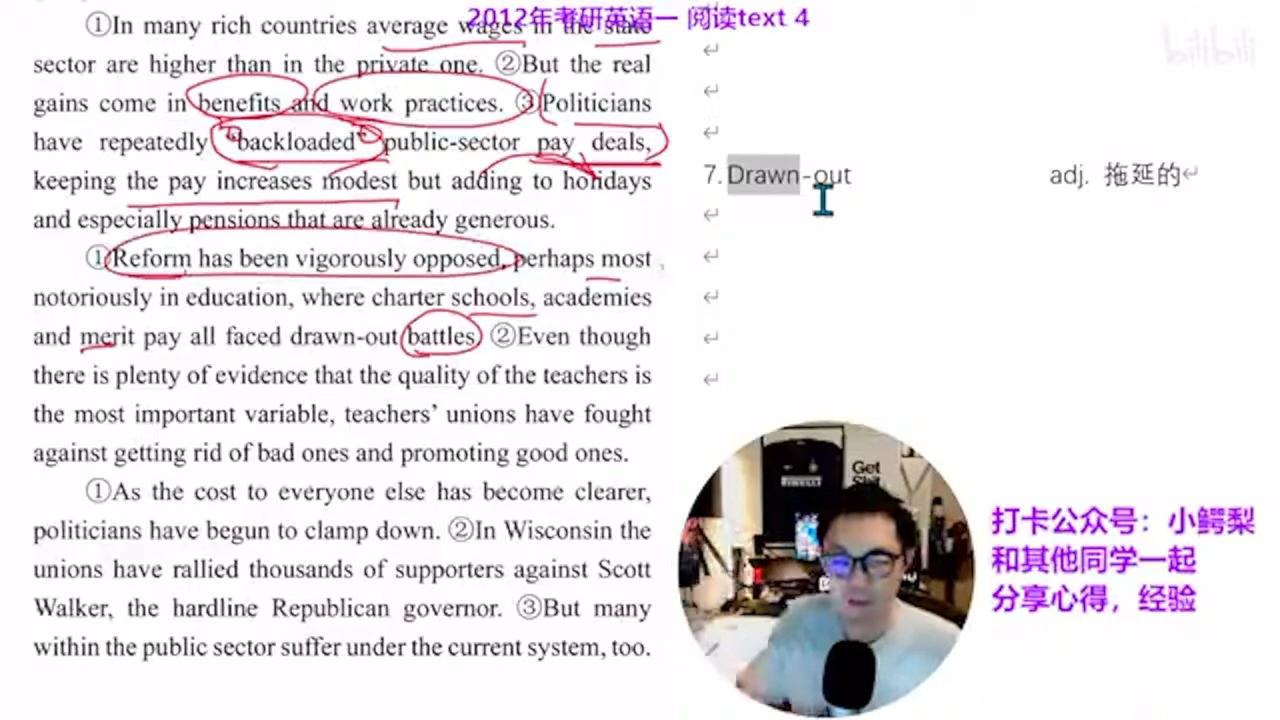 2012年考研英语一 阅读text 4
bilibili
①In many rich countries average wages in the state
sector are higher than in the private one. ②But the real
gains come in benefits and work practices. ③Politicians
have repeatedly "backloaded" public-sector pay deals,
keeping the pay increases modest but adding to holidays
and especially pensions that are already generous.
①Reform has been vigorously opposed, perhaps most
notoriously in education, where charter schools, academies
and merit pay all faced drawn-out battles ②Even though
there is plenty of evidence that the quality of the teachers is
the most important variable, teachers' unions have fought
against getting rid of bad ones and promoting good ones.
①As the cost to everyone else has become clearer,
politicians have begun to clamp down. ②In Wisconsin the
unions have rallied thousands of supporters against Scott
Walker, the hardline Republican governor. ③But many
within the public sector suffer under the current system, too.
7. Drawn-out adj. 拖延的
PIRELLI
Get
打卡公众号：小鳄梨
和其他同学一起
分享心得，经验